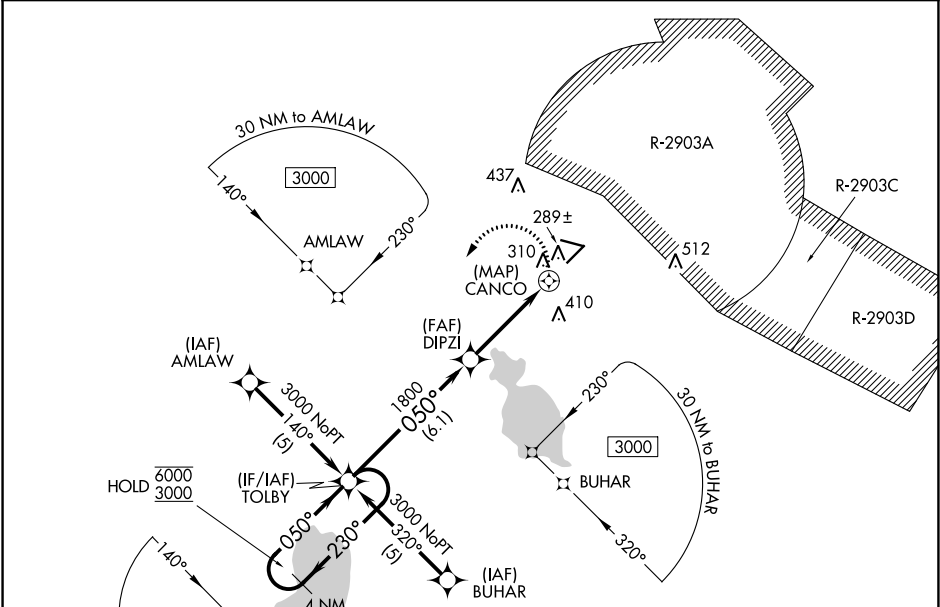 30 NM to AMLAW
3000
140°
230°
AMLAW
R-2903A
R-2903C
R-2903D
437
289±
310
512
(MAP)
CANCO
410
(FAF)
DIPZI
(IAF)
AMLAW
3000 NoPT
140°
(5)
1800
050°
(6.1)
230°
30 NM to BUHAR
3000
BUHAR
320°
HOLD
6000
3000
(IF/IAF)
TOLBY
3000 NoPT
320°
(5)
050°
230°
(IAF)
BUHAR
140°
4 NM